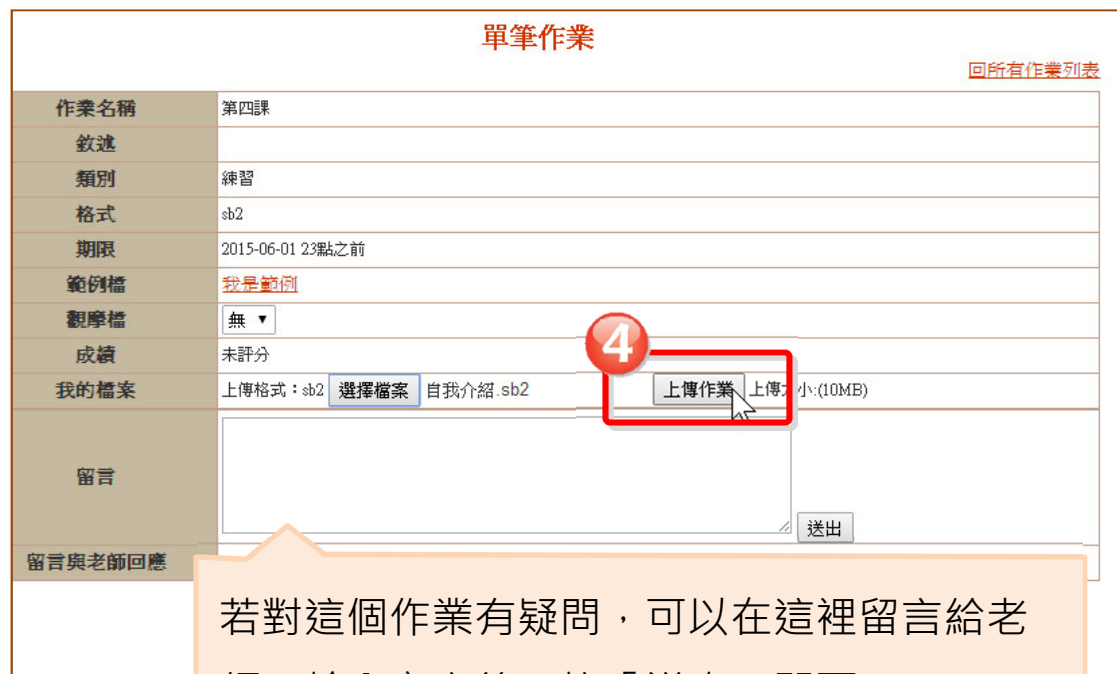 單筆作業
回所有作業列表
作業名稱 第四課
敘述
類別 練習
格式 sb2
期限 2015-06-01 23點之前
範例檔 我是範例
觀摩檔 無 ▼
成績 未評分
4
我的檔案 上傳格式：sb2 選擇檔案 自我介紹.sb2 上傳作業 上傳大小:(10MB)
留言
送出
留言與老師回應
若對這個作業有疑問，可以在這裡留言給老